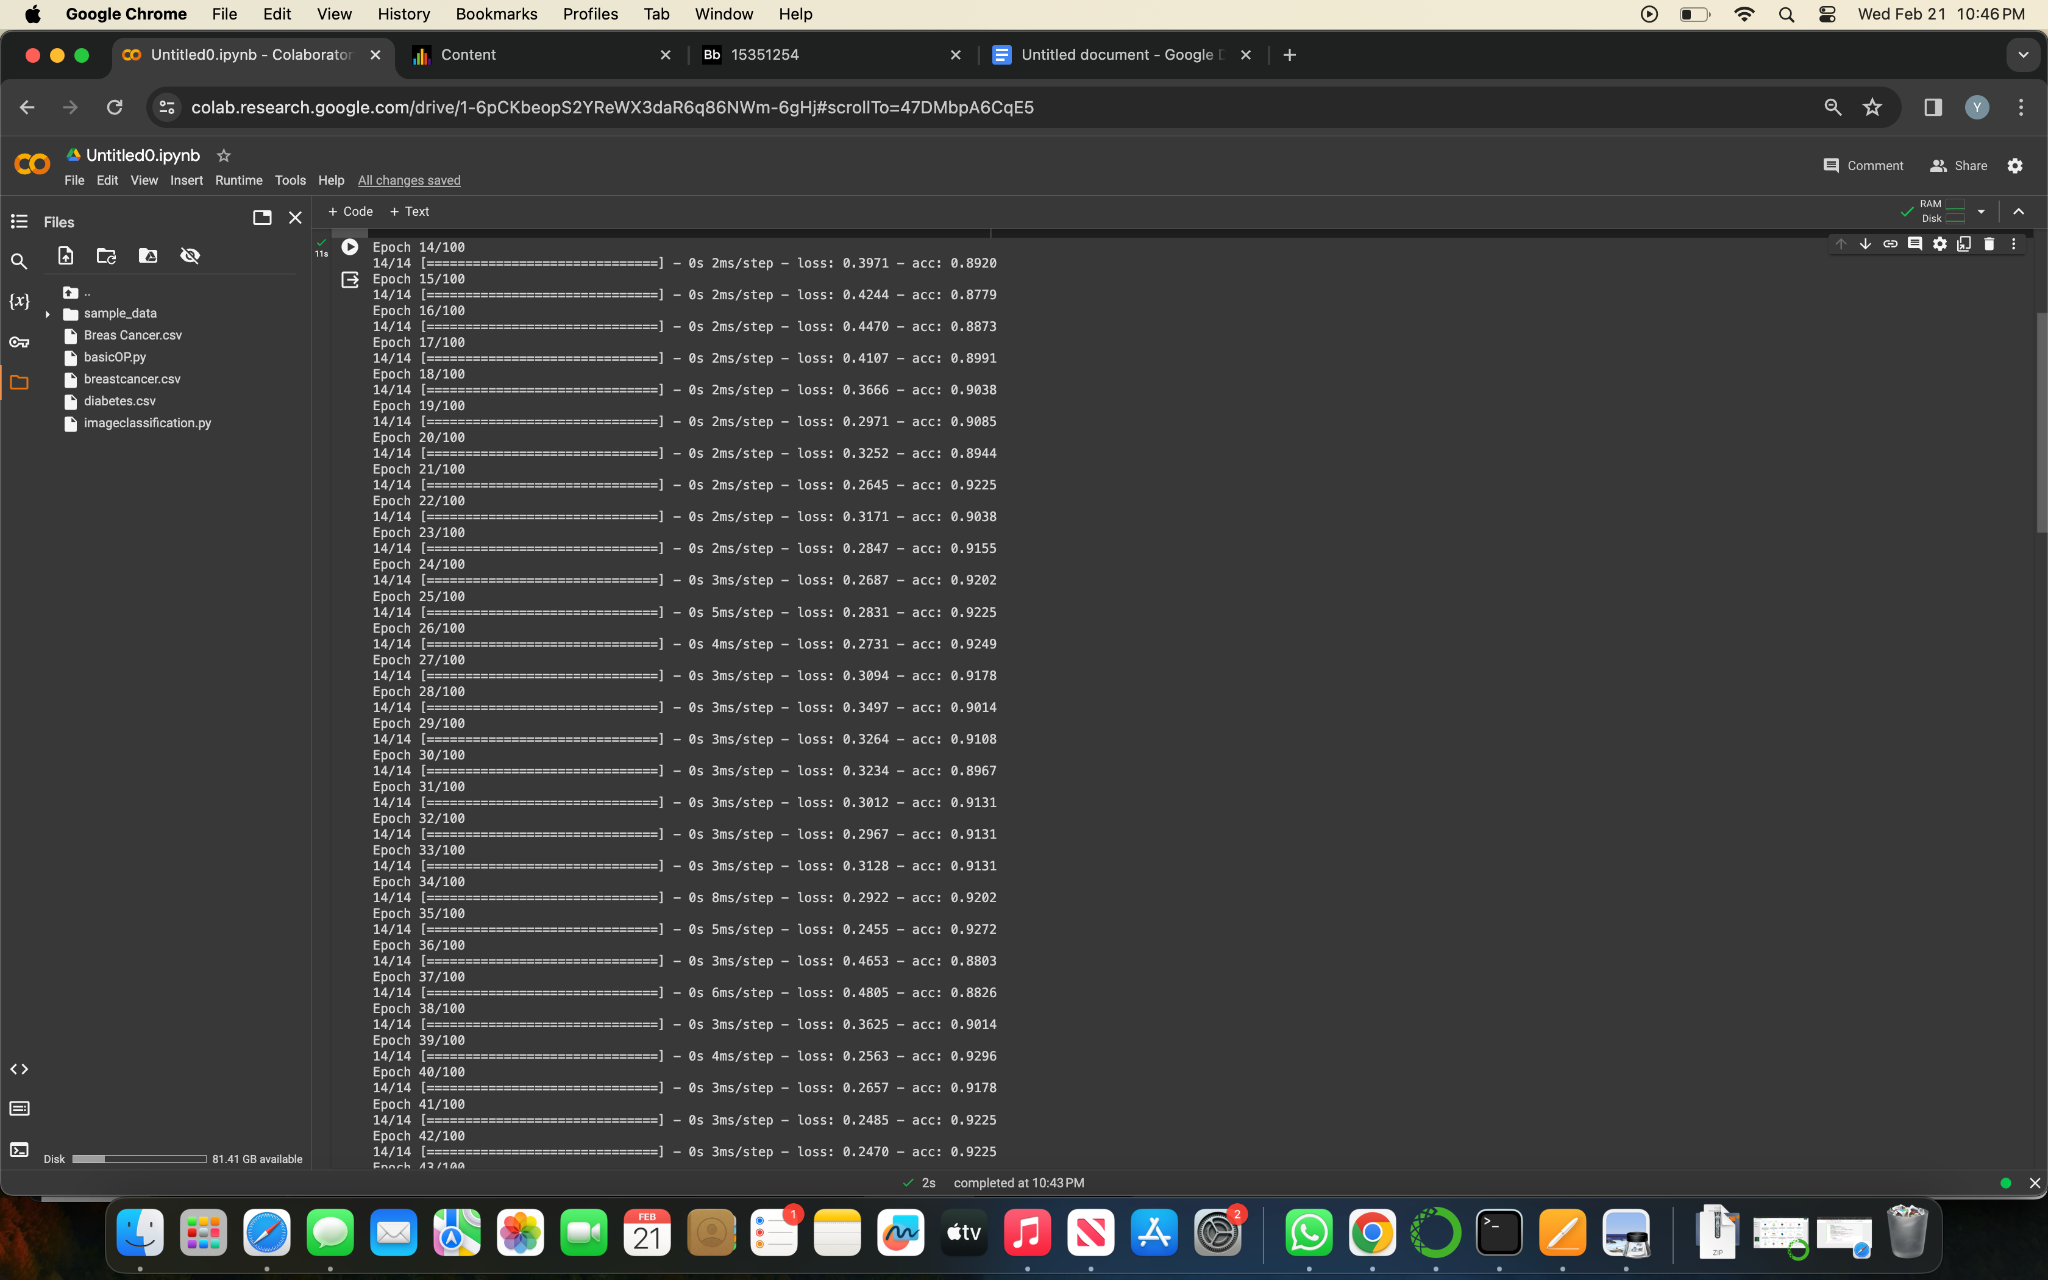 Google Chrome File Edit View History Bookmarks Profiles Tab Window Help Wed Feb 21 10:46 PM
Untitled0.ipynb - Colaborator Content Bb 15351254 Untitled document - Google D
colab.research.google.com/drive/1-6pCKbeopS2YReWX3daR6q86NWm-6gHj#scrollTo=47DMbpA6CqE5 Y
Untitled0.ipynb
Comment Share
File Edit View Insert Runtime Tools Help All changes saved
Files
+ Code + Text
RAM
Disk
..
sample_data
Breas Cancer.csv
basicOP.py
breastcancer.csv
diabetes.csv
imageclassification.py
{x}
Disk 81.41 GB available
11s
Epoch 14/100
14/14 [==============================] - 0s 2ms/step - loss: 0.3971 - acc: 0.8920
Epoch 15/100
14/14 [==============================] - 0s 2ms/step - loss: 0.4244 - acc: 0.8779
Epoch 16/100
14/14 [==============================] - 0s 2ms/step - loss: 0.4470 - acc: 0.8873
Epoch 17/100
14/14 [==============================] - 0s 2ms/step - loss: 0.4107 - acc: 0.8991
Epoch 18/100
14/14 [==============================] - 0s 2ms/step - loss: 0.3666 - acc: 0.9038
Epoch 19/100
14/14 [==============================] - 0s 2ms/step - loss: 0.2971 - acc: 0.9085
Epoch 20/100
14/14 [==============================] - 0s 2ms/step - loss: 0.3252 - acc: 0.8944
Epoch 21/100
14/14 [==============================] - 0s 2ms/step - loss: 0.2645 - acc: 0.9225
Epoch 22/100
14/14 [==============================] - 0s 2ms/step - loss: 0.3171 - acc: 0.9038
Epoch 23/100
14/14 [==============================] - 0s 2ms/step - loss: 0.2847 - acc: 0.9155
Epoch 24/100
14/14 [==============================] - 0s 3ms/step - loss: 0.2687 - acc: 0.9202
Epoch 25/100
14/14 [==============================] - 0s 5ms/step - loss: 0.2831 - acc: 0.9225
Epoch 26/100
14/14 [==============================] - 0s 4ms/step - loss: 0.2731 - acc: 0.9249
Epoch 27/100
14/14 [==============================] - 0s 3ms/step - loss: 0.3094 - acc: 0.9178
Epoch 28/100
14/14 [==============================] - 0s 3ms/step - loss: 0.3497 - acc: 0.9014
Epoch 29/100
14/14 [==============================] - 0s 3ms/step - loss: 0.3264 - acc: 0.9108
Epoch 30/100
14/14 [==============================] - 0s 3ms/step - loss: 0.3234 - acc: 0.8967
Epoch 31/100
14/14 [==============================] - 0s 3ms/step - loss: 0.3012 - acc: 0.9131
Epoch 32/100
14/14 [==============================] - 0s 3ms/step - loss: 0.2967 - acc: 0.9131
Epoch 33/100
14/14 [==============================] - 0s 3ms/step - loss: 0.3128 - acc: 0.9131
Epoch 34/100
14/14 [==============================] - 0s 8ms/step - loss: 0.2922 - acc: 0.9202
Epoch 35/100
14/14 [==============================] - 0s 5ms/step - loss: 0.2455 - acc: 0.9272
Epoch 36/100
14/14 [==============================] - 0s 3ms/step - loss: 0.4653 - acc: 0.8803
Epoch 37/100
14/14 [==============================] - 0s 6ms/step - loss: 0.4805 - acc: 0.8826
Epoch 38/100
14/14 [==============================] - 0s 3ms/step - loss: 0.3625 - acc: 0.9014
Epoch 39/100
14/14 [==============================] - 0s 4ms/step - loss: 0.2563 - acc: 0.9296
Epoch 40/100
14/14 [==============================] - 0s 3ms/step - loss: 0.2657 - acc: 0.9178
Epoch 41/100
14/14 [==============================] - 0s 3ms/step - loss: 0.2485 - acc: 0.9225
Epoch 42/100
14/14 [==============================] - 0s 3ms/step - loss: 0.2470 - acc: 0.9225
Epoch 43/100
2s completed at 10:43 PM
FEB
21
1
tv
2
ZIP